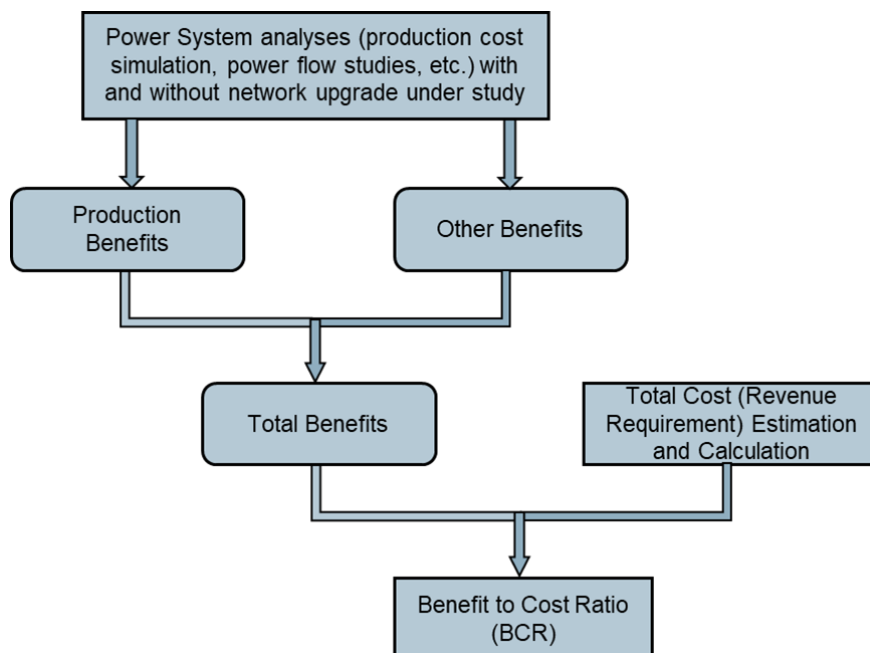 Power System analyses (production cost
simulation, power flow studies, etc.) with
and without network upgrade under study
Production
Benefits
Other Benefits
Total Benefits
Total Cost (Revenue
Requirement) Estimation
and Calculation
Benefit to Cost Ratio
(BCR)